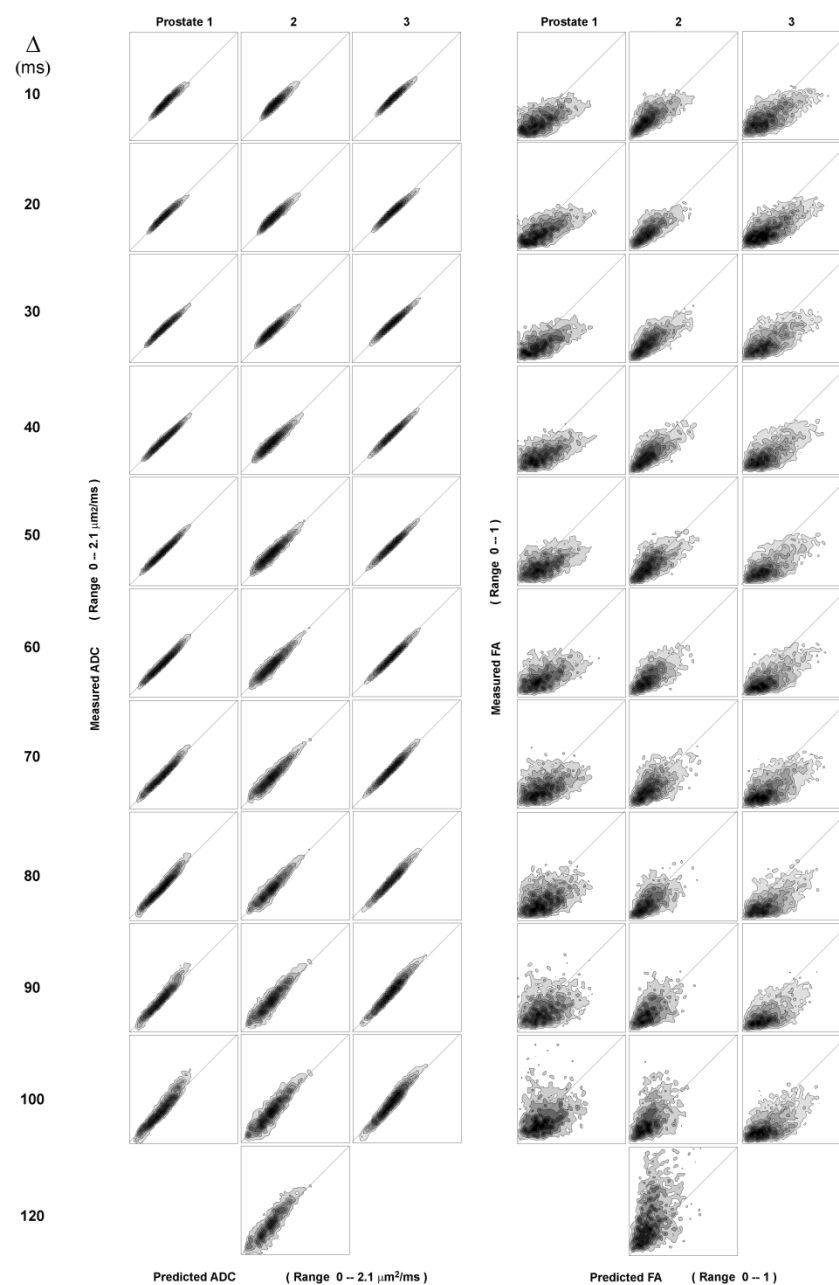 Prostate 1 2 3 Prostate 1 2 3
Δ
(ms)
10
20
30
40
50
60
70
80
90
100
120
Measured ADC ( Range 0 -- 2.1 µm2/ms )
Measured FA ( Range 0 -- 1 )
Predicted ADC ( Range 0 -- 2.1 µm²/ms ) Predicted FA ( Range 0 -- 1 )